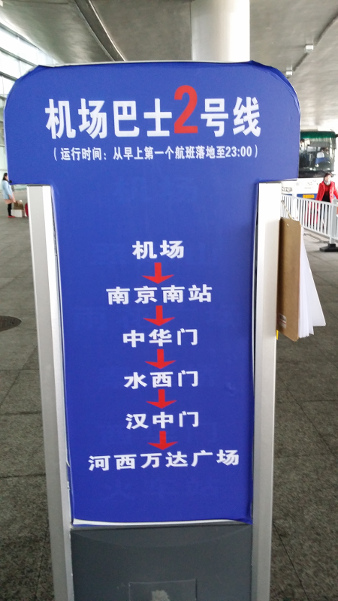 机场巴士2号线
（运行时间：从早上第一个航班落地至23:00）
机场
南京南站
中华门
水西门
汉中门
河西万达广场